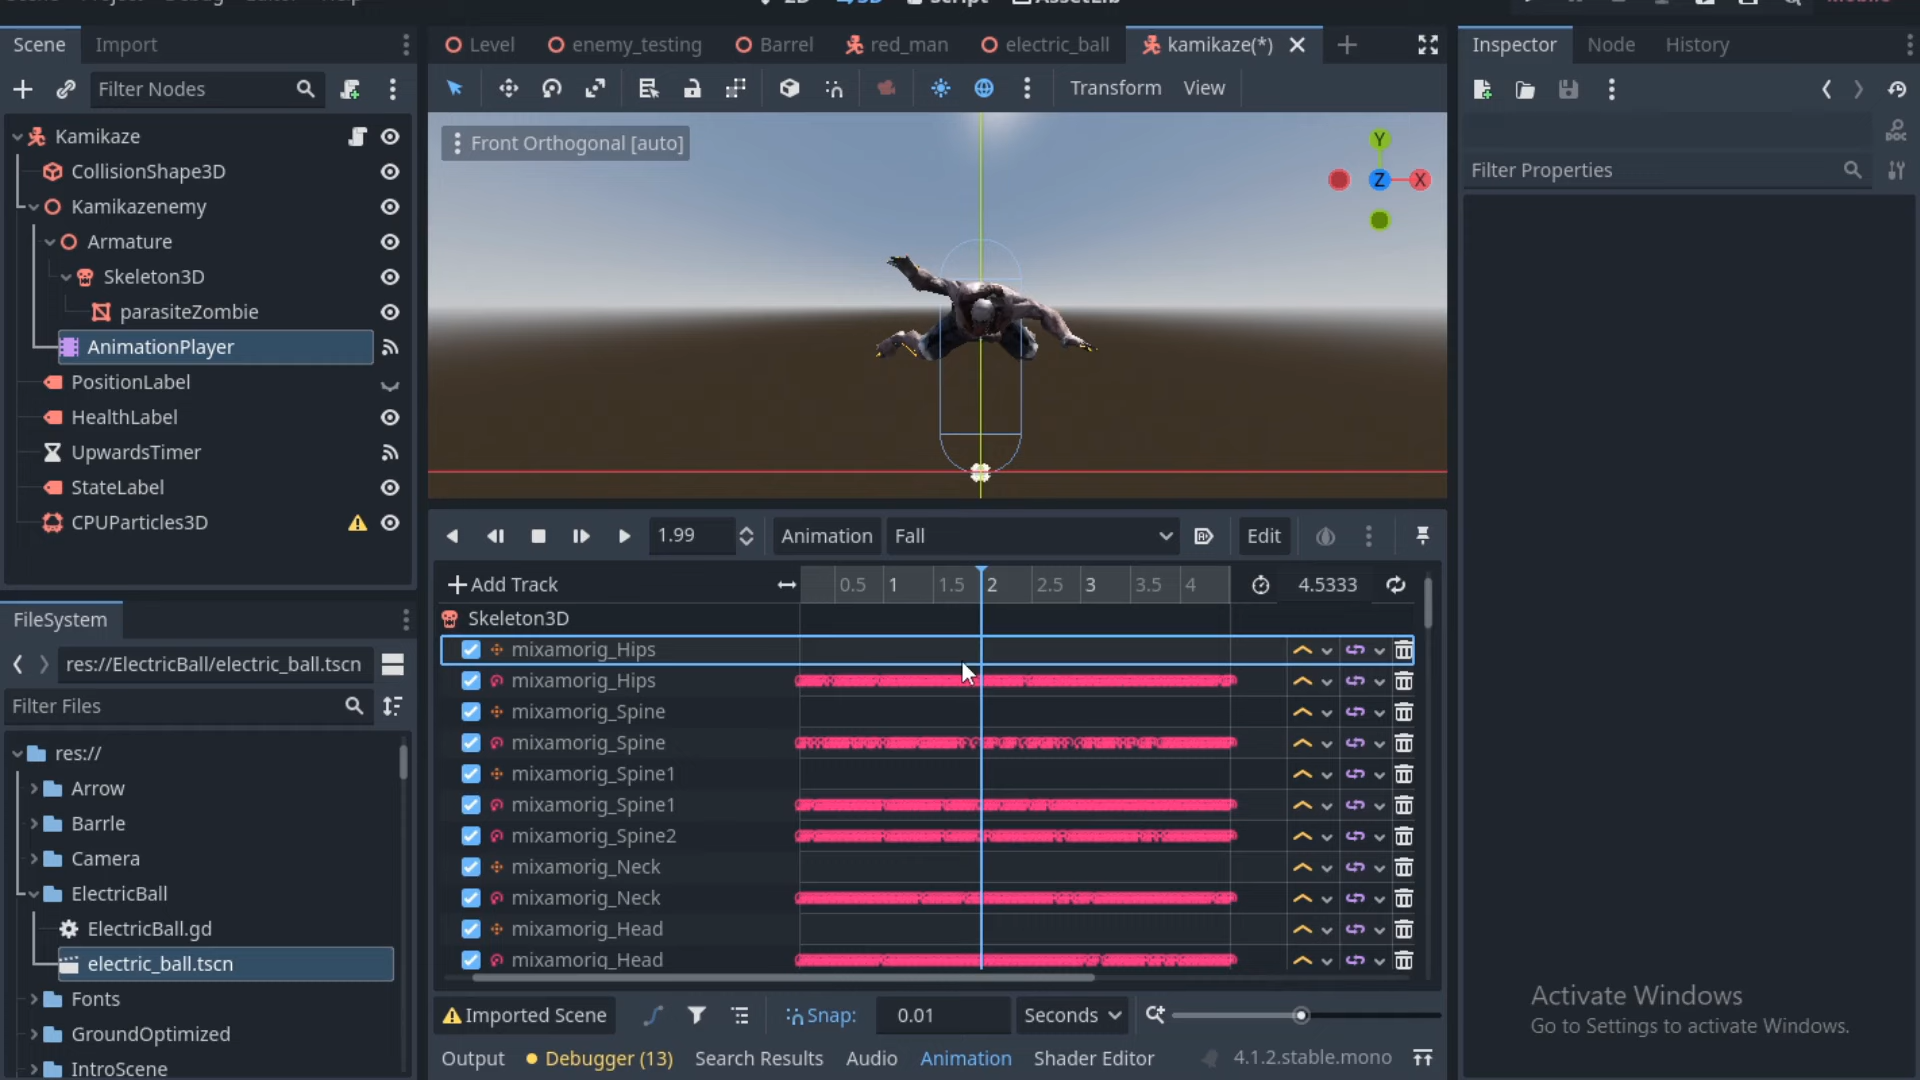 3D
Script
AssetLib
Scene
Import
Level
enemy_testing
Barrel
red_man
electric_ball
kamikaze(*)
Inspector
Node
History
Filter Nodes
Transform
View
Kamikaze
CollisionShape3D
Kamikazenemy
Armature
Skeleton3D
parasiteZombie
AnimationPlayer
PositionLabel
HealthLabel
UpwardsTimer
StateLabel
CPUParticles3D
Front Orthogonal [auto]
Y
Z
X
DOC
Filter Properties
1.99
Animation
Fall
Edit
Add Track
0.5
1
1.5
2
2.5
3
3.5
4
4.5333
Skeleton3D
mixamorig_Hips
mixamorig_Hips
mixamorig_Spine
mixamorig_Spine
mixamorig_Spine1
mixamorig_Spine1
mixamorig_Spine2
mixamorig_Neck
mixamorig_Neck
mixamorig_Head
mixamorig_Head
Imported Scene
Snap:
0.01
Seconds
Output
Debugger (13)
Search Results
Audio
Animation
Shader Editor
4.1.2.stable.mono
FileSystem
res://ElectricBall/electric_ball.tscn
Filter Files
res://
Arrow
Barrle
Camera
ElectricBall
ElectricBall.gd
electric_ball.tscn
Fonts
GroundOptimized
IntroScene
Activate Windows
Go to Settings to activate Windows.